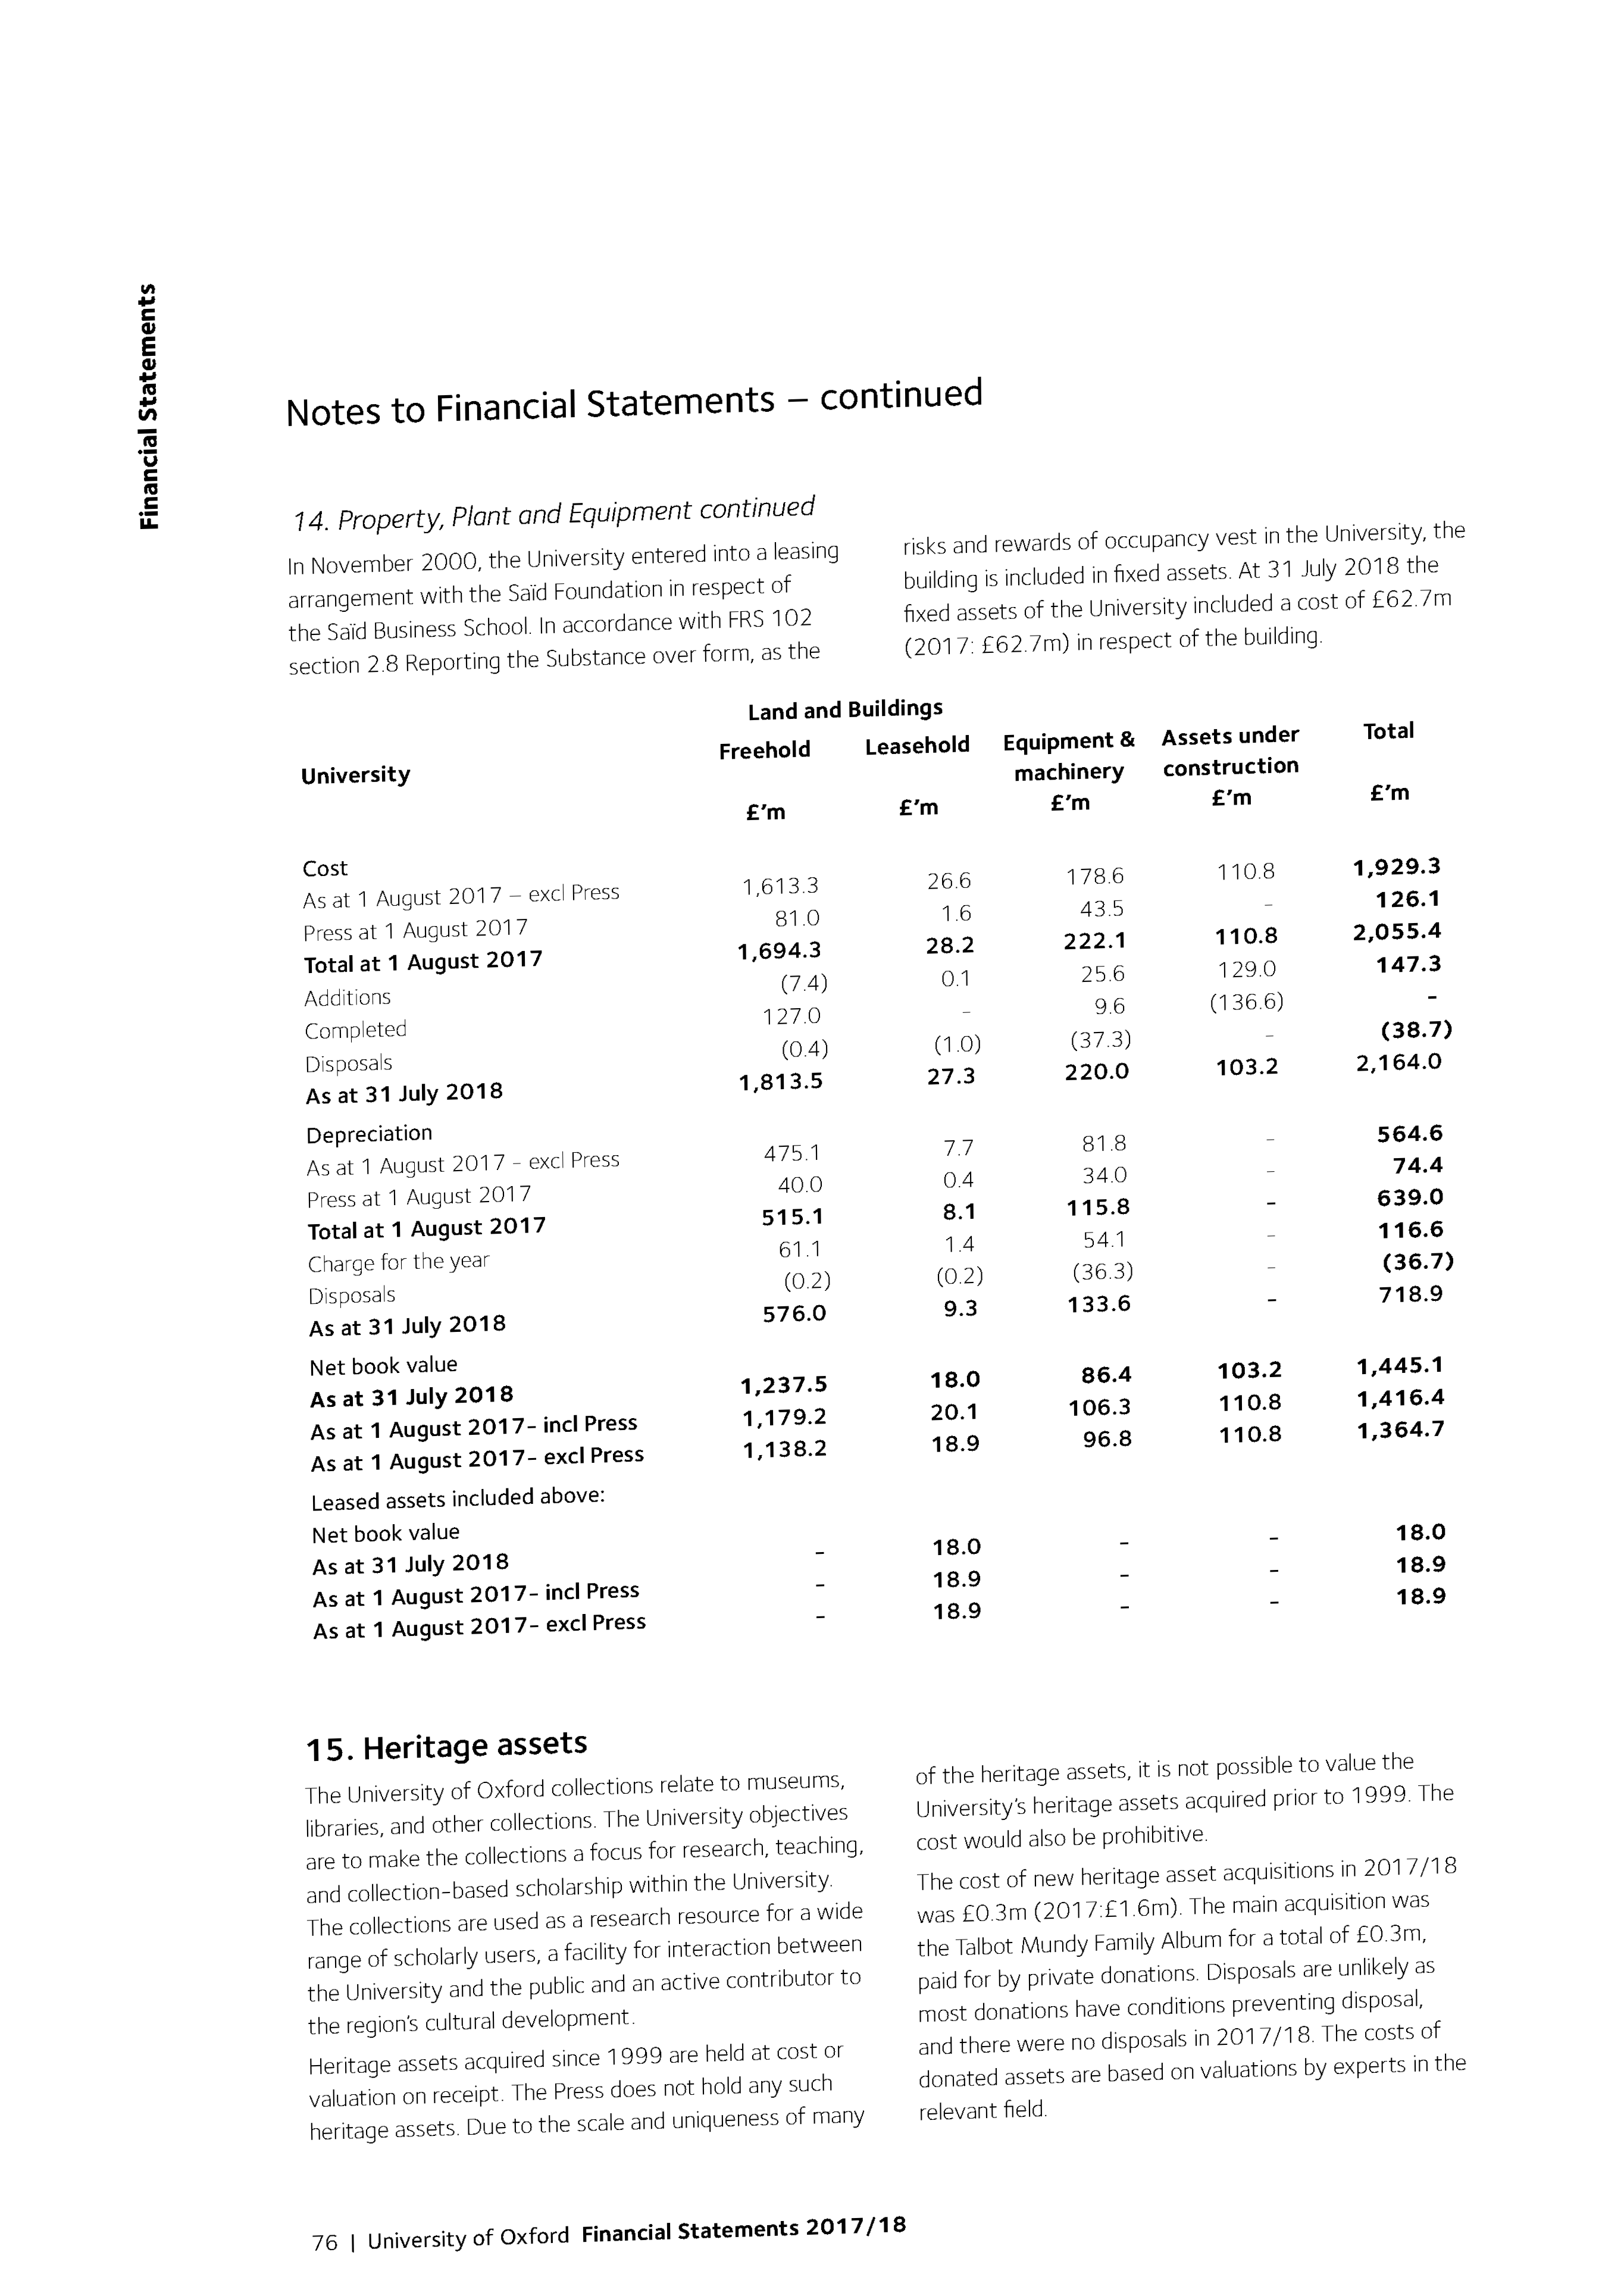 Financial Statements
Notes to Financial Statements – continued
14. Property, Plant and Equipment continued
In November 2000, the University entered into a leasing
arrangement with the Saïd Foundation in respect of
the Saïd Business School. In accordance with FRS 102
section 2.8 Reporting the Substance over form, as the
risks and rewards of occupancy vest in the University, the
building is included in fixed assets. At 31 July 2018 the
fixed assets of the University included a cost of £62.7m
(2017: £62.7m) in respect of the building.
Land and Buildings
University Freehold Leasehold Equipment & Assets under Total
machinery construction
£'m £'m £'m £'m £'m
Cost
As at 1 August 2017 – excl Press 1,613.3 26.6 178.6 110.8 1,929.3
Press at 1 August 2017 81.0 1.6 43.5 – 126.1
Total at 1 August 2017 1,694.3 28.2 222.1 110.8 2,055.4
Additions (7.4) 0.1 25.6 129.0 147.3
Completed 127.0 – 9.6 (136.6) –
Disposals (0.4) (1.0) (37.3) – (38.7)
As at 31 July 2018 1,813.5 27.3 220.0 103.2 2,164.0
Depreciation
As at 1 August 2017 - excl Press 475.1 7.7 81.8 – 564.6
Press at 1 August 2017 40.0 0.4 34.0 – 74.4
Total at 1 August 2017 515.1 8.1 115.8 – 639.0
Charge for the year 61.1 1.4 54.1 – 116.6
Disposals (0.2) (0.2) (36.3) – (36.7)
As at 31 July 2018 576.0 9.3 133.6 – 718.9
Net book value
As at 31 July 2018 1,237.5 18.0 86.4 103.2 1,445.1
As at 1 August 2017- incl Press 1,179.2 20.1 106.3 110.8 1,416.4
As at 1 August 2017- excl Press 1,138.2 18.9 96.8 110.8 1,364.7
Leased assets included above:
Net book value
As at 31 July 2018 – 18.0 – – 18.0
As at 1 August 2017- incl Press – 18.9 – – 18.9
As at 1 August 2017- excl Press – 18.9 – – 18.9
15. Heritage assets
The University of Oxford collections relate to museums,
libraries, and other collections. The University objectives
are to make the collections a focus for research, teaching,
and collection-based scholarship within the University.
The collections are used as a research resource for a wide
range of scholarly users, a facility for interaction between
the University and the public and an active contributor to
the region's cultural development.
Heritage assets acquired since 1999 are held at cost or
valuation on receipt. The Press does not hold any such
heritage assets. Due to the scale and uniqueness of many
of the heritage assets, it is not possible to value the
University's heritage assets acquired prior to 1999. The
cost would also be prohibitive.
The cost of new heritage asset acquisitions in 2017/18
was £0.3m (2017:£1.6m). The main acquisition was
the Talbot Mundy Family Album for a total of £0.3m,
paid for by private donations. Disposals are unlikely as
most donations have conditions preventing disposal,
and there were no disposals in 2017/18. The costs of
donated assets are based on valuations by experts in the
relevant field.
76 | University of Oxford Financial Statements 2017/18